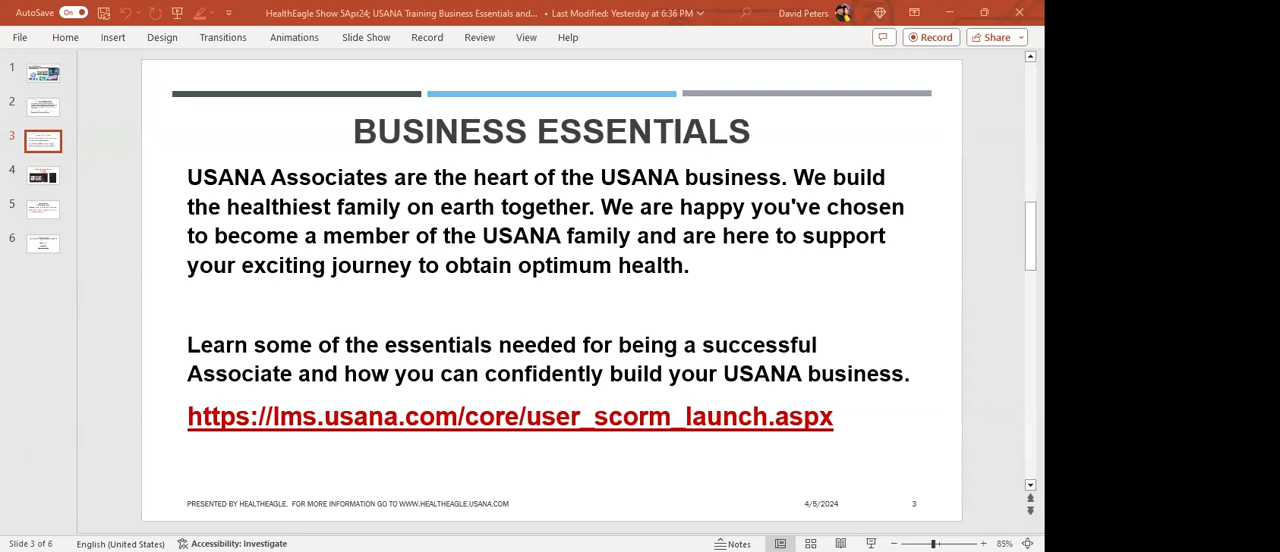 AutoSave On HealthEagle Show 5Apr24; USANA Training Business Essentials and... • Last Modified: Yesterday at 6:36 PM David Peters
File Home Insert Design Transitions Animations Slide Show Record Review View Help Record Share
1
2
3
4
5
6
BUSINESS ESSENTIALS
USANA Associates are the heart of the USANA business. We build
the healthiest family on earth together. We are happy you've chosen
to become a member of the USANA family and are here to support
your exciting journey to obtain optimum health.
Learn some of the essentials needed for being a successful
Associate and how you can confidently build your USANA business.
https://lms.usana.com/core/user_scorm_launch.aspx
PRESENTED BY HEALTHEAGLE. FOR MORE INFORMATION GO TO WWW.HEALTHEAGLE.USANA.COM 4/5/2024 3
Slide 3 of 6 English (United States) Accessibility: Investigate Notes 85%